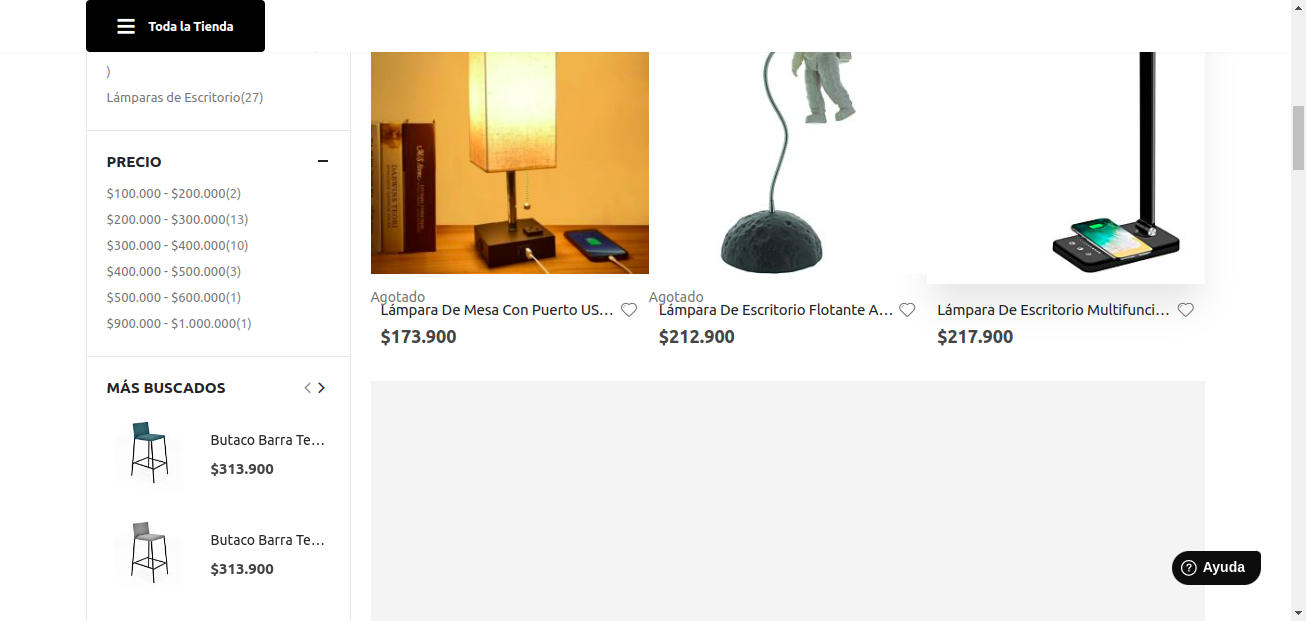 Toda la Tienda
)
Lámparas de Escritorio(27)
PRECIO
$100.000 - $200.000(2)
$200.000 - $300.000(13)
$300.000 - $400.000(10)
$400.000 - $500.000(3)
$500.000 - $600.000(1)
$900.000 - $1.000.000(1)
MÁS BUSCADOS
Butaco Barra Te...
$313.900
Butaco Barra Te...
$313.900
Agotado
Lámpara De Mesa Con Puerto US...
$173.900
Agotado
Lámpara De Escritorio Flotante A...
$212.900
Lámpara De Escritorio Multifunci...
$217.900
Ayuda